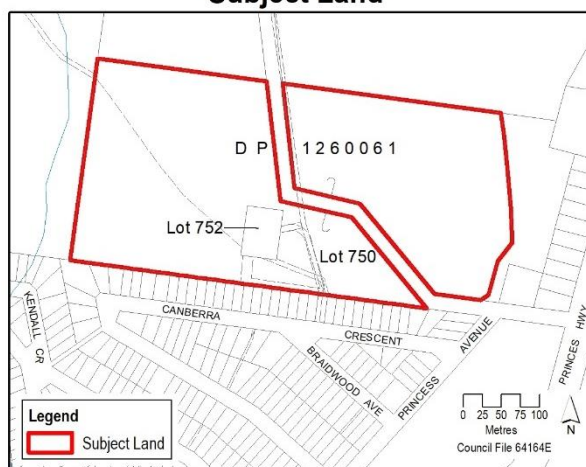 Subject Land
D P 1260061
Lot 752
Lot 750
KENDALL CR
CANBERRA
CRESCENT
BRAIDWOOD AVE
PRINCESS
AVENUE
PRINCES HWY
Legend
Subject Land
0 25 50 75 100
Metres
Council File 64164E
N